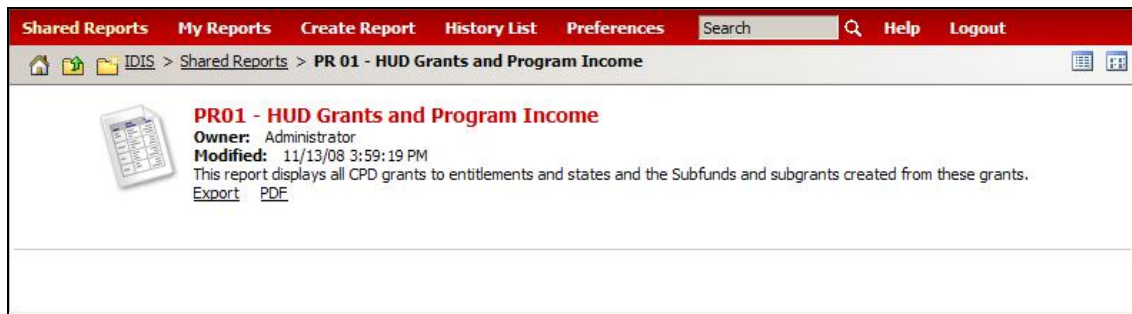 Shared Reports My Reports Create Report History List Preferences Search Help Logout
IDIS > Shared Reports > PR 01 - HUD Grants and Program Income
PR01 - HUD Grants and Program Income
Owner: Administrator
Modified: 11/13/08 3:59:19 PM
This report displays all CPD grants to entitlements and states and the Subfunds and subgrants created from these grants.
Export PDF